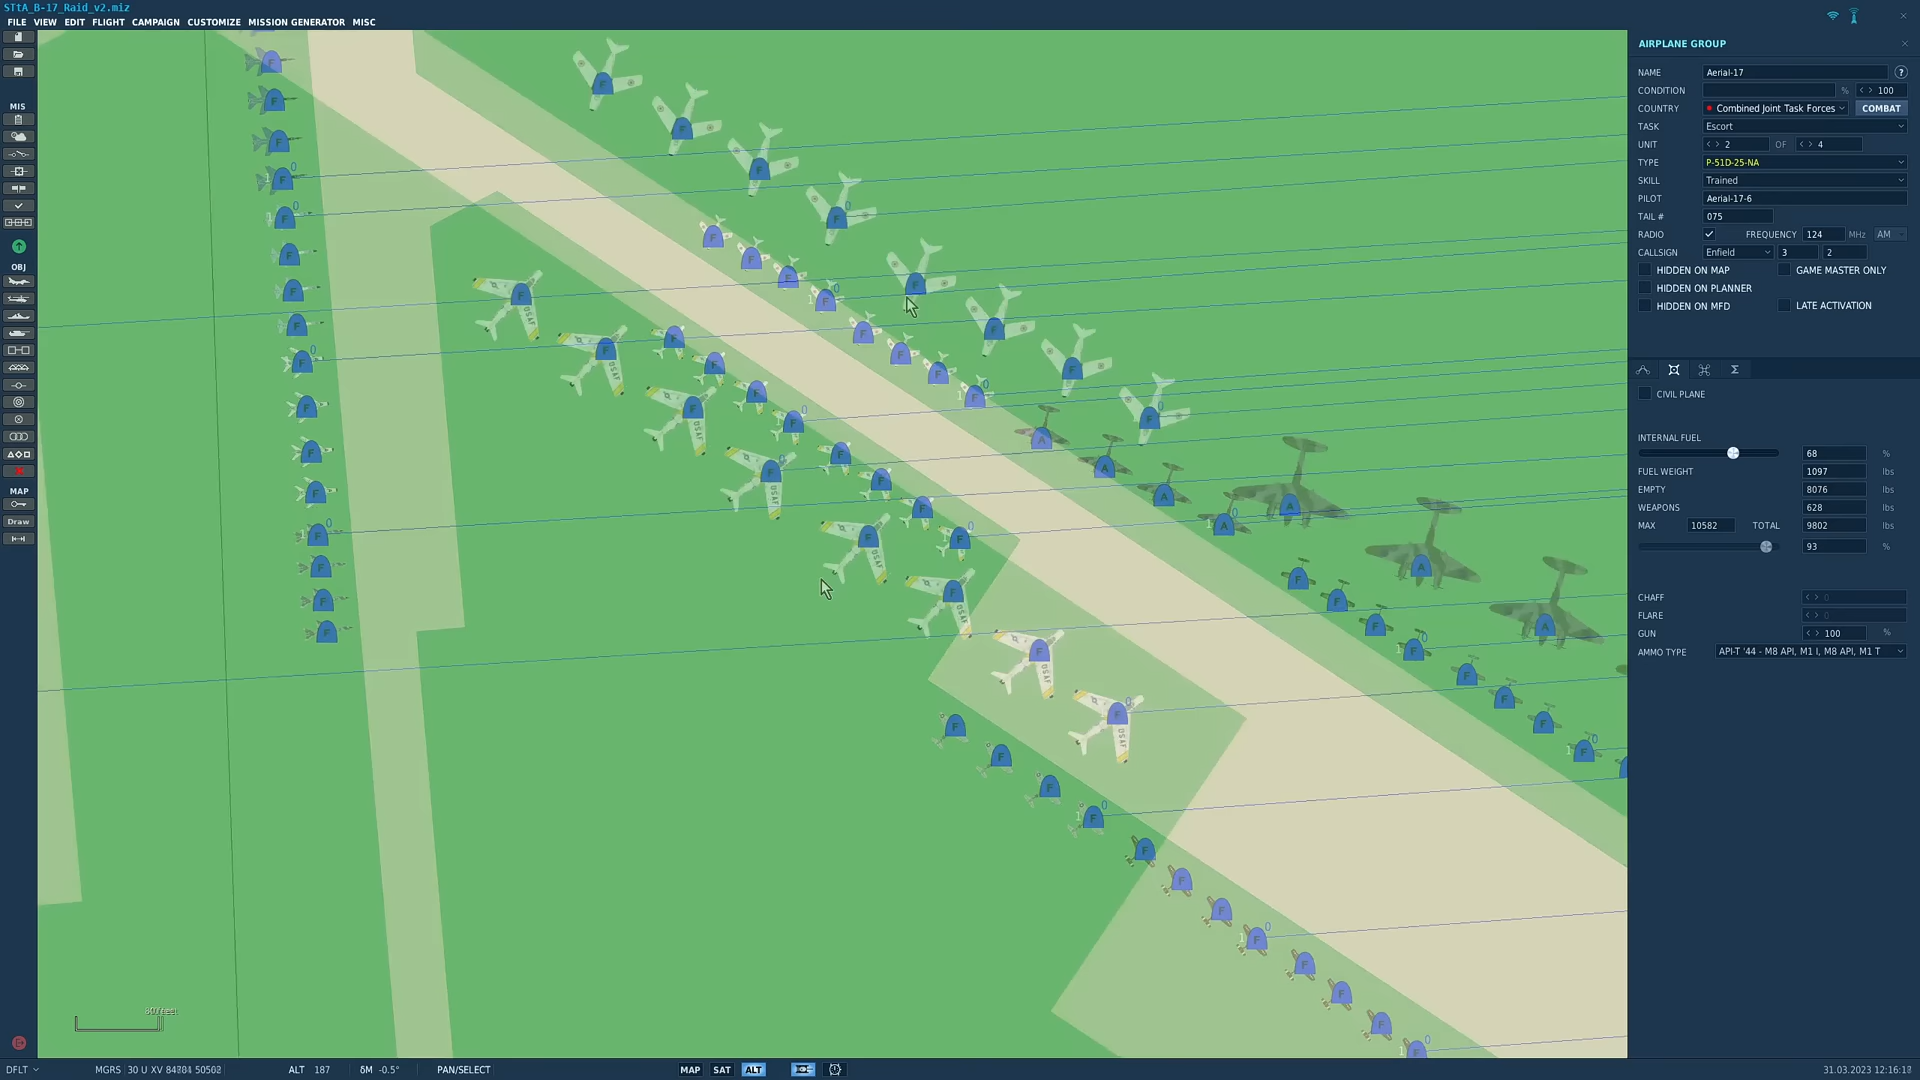 STtA_B-17_Raid_v2.miz
FILE VIEW EDIT FLIGHT CAMPAIGN CUSTOMIZE MISSION GENERATOR MISC
MIS
OBJ
MAP
Draw
AIRPLANE GROUP
NAME Aerial-17 ?
CONDITION % < > 100
COUNTRY Combined Joint Task Forces COMBAT
TASK Escort
UNIT < > 2 OF < > 4
TYPE P-51D-25-NA
SKILL Trained
PILOT Aerial-17-6
TAIL # 075
RADIO FREQUENCY 124 MHz AM
CALLSIGN Enfield 3 2
HIDDEN ON MAP GAME MASTER ONLY
HIDDEN ON PLANNER
HIDDEN ON MFD LATE ACTIVATION
CIVIL PLANE
INTERNAL FUEL
68 %
FUEL WEIGHT 1097 lbs
EMPTY 8076 lbs
WEAPONS 628 lbs
MAX 10582 TOTAL 9802 lbs
93 %
CHAFF < > 0
FLARE < > 0
GUN < > 100 %
AMMO TYPE API-T '44 - M8 API, M1 I, M8 API, M1 T
DFLT MGRS 30 U XV ALT 187 δM -0.5° PAN/SELECT MAP SAT ALT 31.03.2023